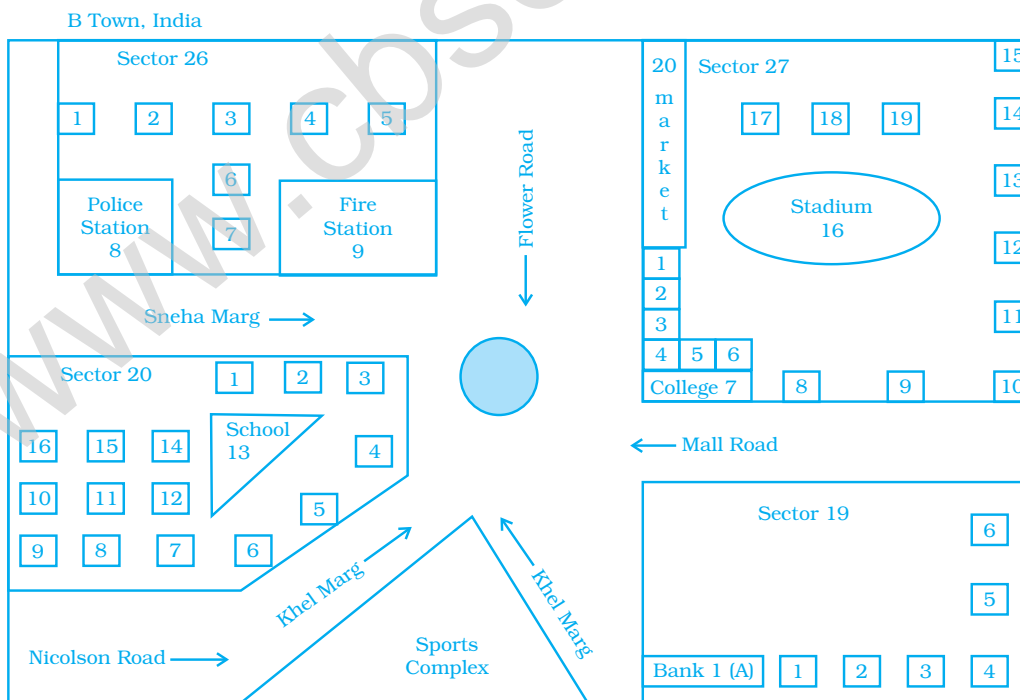 B Town, India
Sector 26
1 2 3 4 5
6
7
Police
Station
8
Fire
Station
9
Flower Road
20
market
Sector 27
17 18 19
Stadium
16
15
14
13
12
11
10
1
2
3
4 5 6
College 7
8 9
Sneha Marg
Sector 20
1 2 3
School
13
4
5
16 15 14
10 11 12
9 8 7 6
Mall Road
Khel Marg
Khel Marg
Nicolson Road
Sports
Complex
Sector 19
6
5
Bank 1 (A) 1 2 3 4
www.cbs